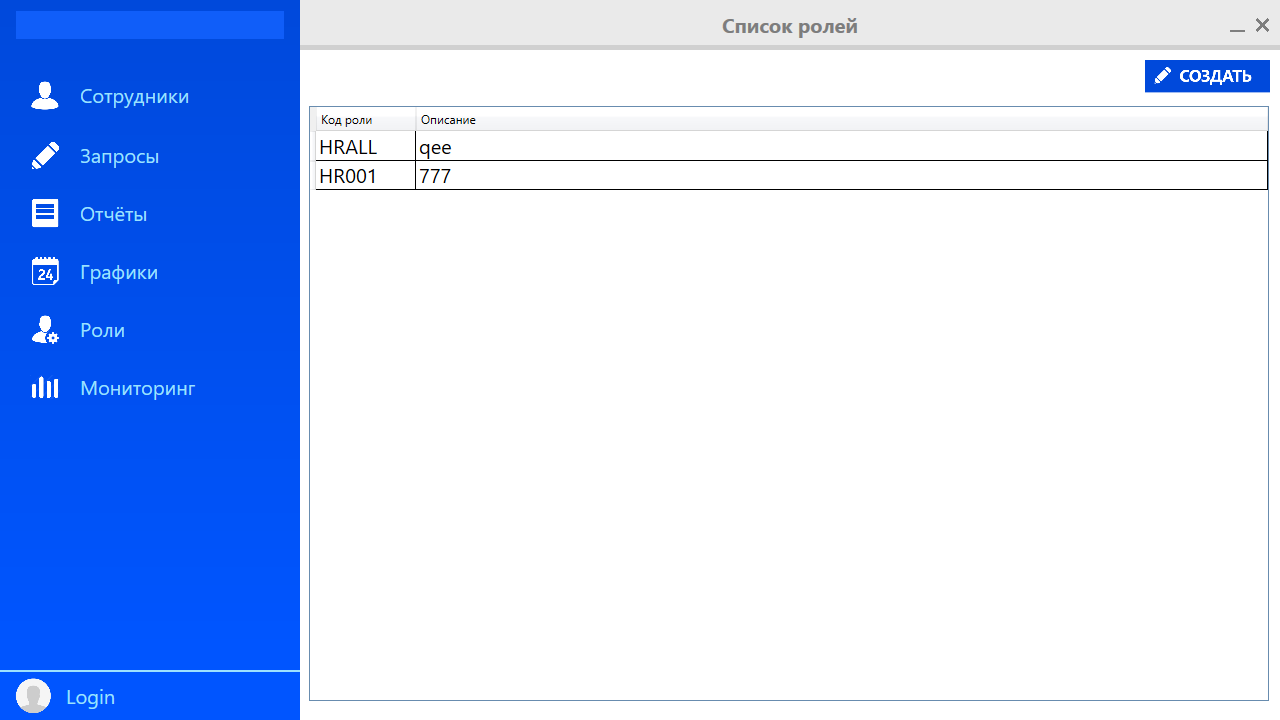 Список ролей
Сотрудники
Запросы
Отчёты
24
Графики
Роли
Мониторинг
Login
СОЗДАТЬ
Код роли Описание
HRALL qee
HR001 777